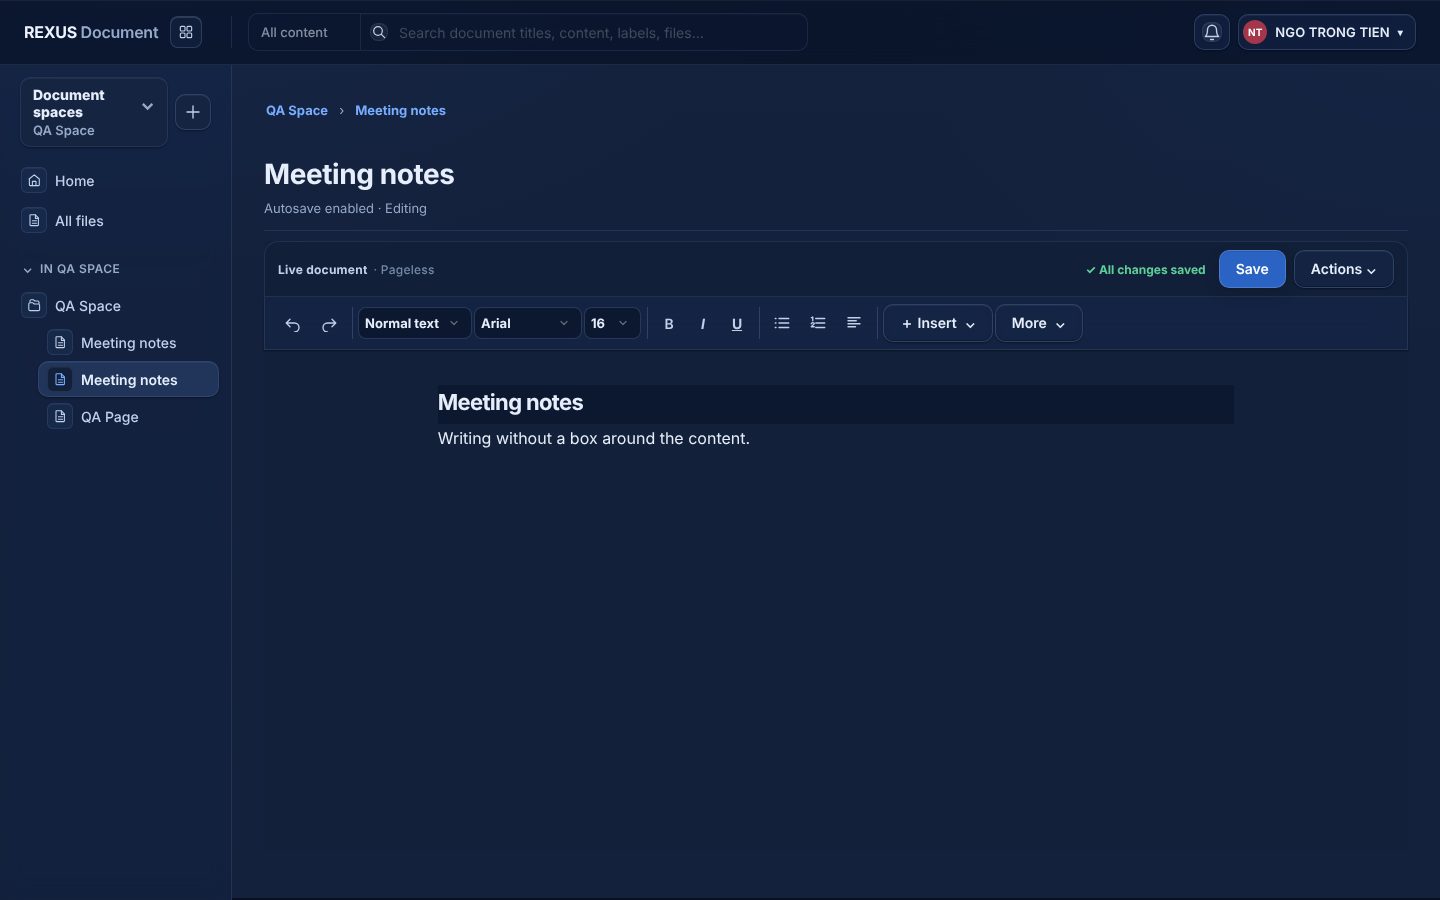 REXUS Document
All content
Search document titles, content, labels, files...
NT
NGO TRONG TIEN
Document spaces
QA Space
Home
All files
IN QA SPACE
QA Space
Meeting notes
Meeting notes
QA Page
QA Space › Meeting notes
Meeting notes
Autosave enabled · Editing
Live document · Pageless
✓ All changes saved
Save
Actions
Normal text
Arial
16
B
I
U
+ Insert
More
Meeting notes
Writing without a box around the content.